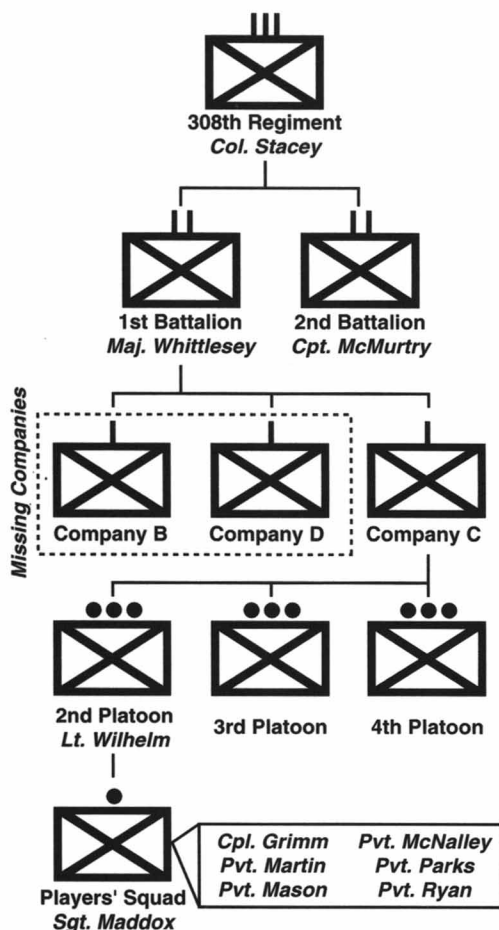 308th Regiment
Col. Stacey
1st Battalion
Maj. Whittlesey
2nd Battalion
Cpt. McMurtry
Missing Companies
Company B
Company D
Company C
2nd Platoon
Lt. Wilhelm
3rd Platoon
4th Platoon
Players' Squad
Sgt. Maddox
Cpl. Grimm
Pvt. McNalley
Pvt. Martin
Pvt. Parks
Pvt. Mason
Pvt. Ryan